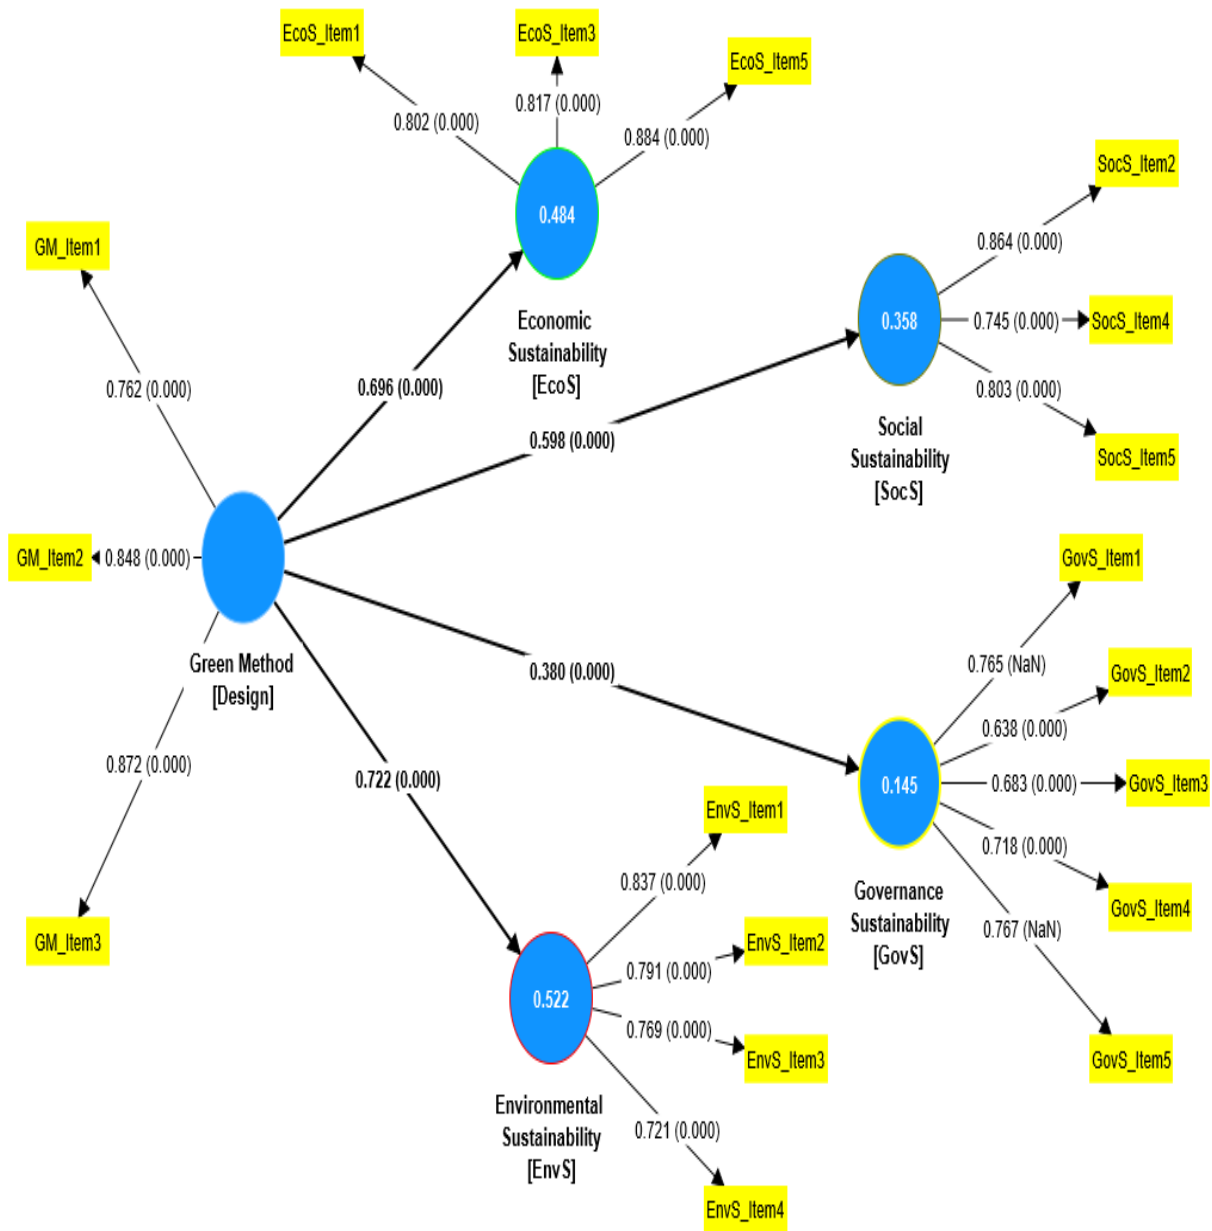 EcoS_Item1
EcoS_Item3
EcoS_Item5
0.802 (0.000)
0.817 (0.000)
0.884 (0.000)
0.484
Economic
Sustainability
[EcoS]
SocS_Item2
SocS_Item4
SocS_Item5
0.864 (0.000)
0.745 (0.000)
0.803 (0.000)
0.358
Social
Sustainability
[SocS]
GM_Item1
GM_Item2
GM_Item3
0.762 (0.000)
0.848 (0.000)
0.872 (0.000)
Green Method
[Design]
0.696 (0.000)
0.598 (0.000)
0.380 (0.000)
0.722 (0.000)
GovS_Item1
GovS_Item2
GovS_Item3
GovS_Item4
GovS_Item5
0.765 (NaN)
0.638 (0.000)
0.683 (0.000)
0.718 (0.000)
0.767 (NaN)
0.145
Governance
Sustainability
[GovS]
EnvS_Item1
EnvS_Item2
EnvS_Item3
EnvS_Item4
0.837 (0.000)
0.791 (0.000)
0.769 (0.000)
0.721 (0.000)
0.522
Environmental
Sustainability
[EnvS]